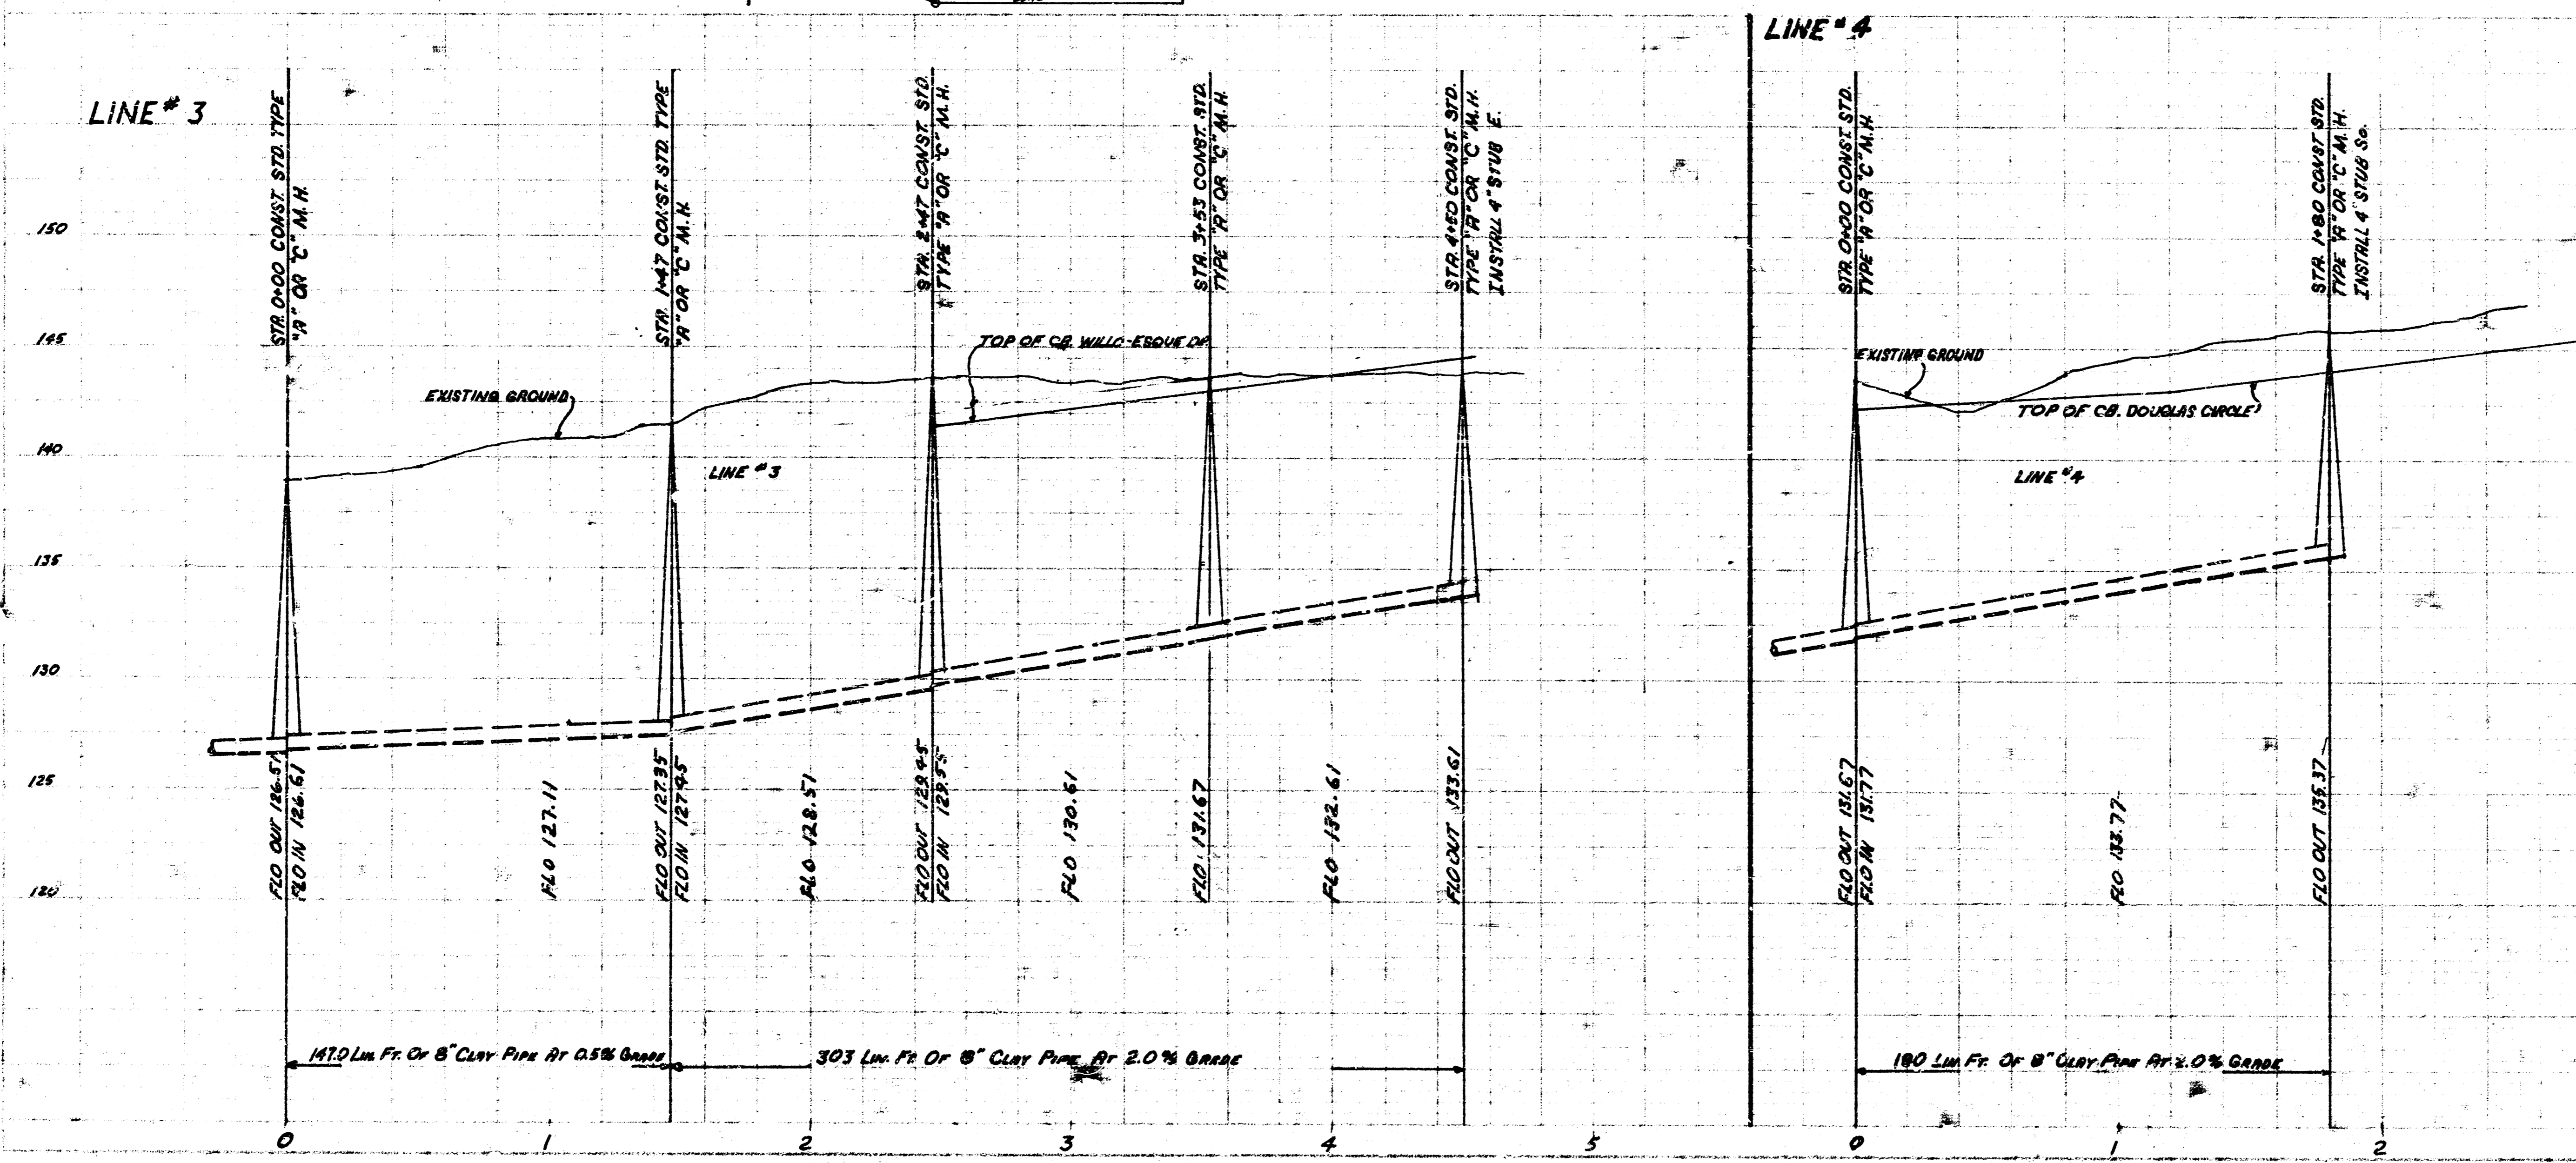 LINE # 4
LINE # 3
STA. 0+00 CONST. STD. TYPE
"A" OR "C" M.H.
STA. 1+47 CONST. STD. TYPE
"A" OR "C" M.H.
STA. 2+47 CONST. STD.
TYPE "A" OR "C" M.H.
STA. 3+53 CONST. STD.
TYPE "A" OR "C" M.H.
STA. 4+50 CONST. STD.
TYPE "A" OR "C" M.H.
INSTALL 4" STUB E.
STA. 0+00 CONST. STD.
TYPE "A" OR "C" M.H.
STA. 1+80 CONST STD.
TYPE "A" OR "C" M.H.
INSTALL 4" STUB SO.
150
145
140
135
130
125
120
EXISTING GROUND
TOP OF CB. WILLO-ESQUE DR.
LINE # 3
EXISTING GROUND
TOP OF CB. DOUGLAS CIRCLE
LINE # 4
FLO OUT 126.51
FLO IN 126.61
FLO 127.11
FLO OUT 127.35
FLO IN 127.45
FLO 128.51
FLO OUT 129.45
FLO IN 129.55
FLO 130.61
FLO 131.67
FLO 132.61
FLO OUT 133.61
FLO OUT 131.67
FLO IN 131.77
FLO 133.77
FLO OUT 135.37
147.0 LIN. FT. OF 8" CLAY PIPE AT 0.5% GRADE
303 LIN. FT. OF 8" CLAY PIPE AT 2.0% GRADE
180 LIN. FT. OF 8" CLAY PIPE AT 2.0% GRADE
0 1 2 3 4 5
0 1 2